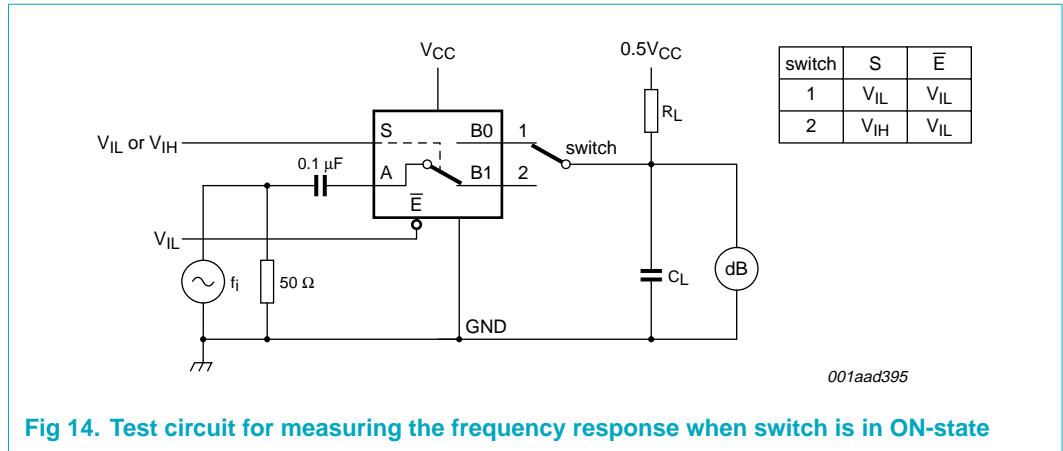 VCC
0.5VCC
switch S E̅
1 VIL VIL
2 VIH VIL
RL
S B0 1
VIL or VIH
switch
0.1 μF
A B1 2
E̅
VIL
fi
50 Ω
CL
dB
GND
001aad395
Fig 14. Test circuit for measuring the frequency response when switch is in ON-state